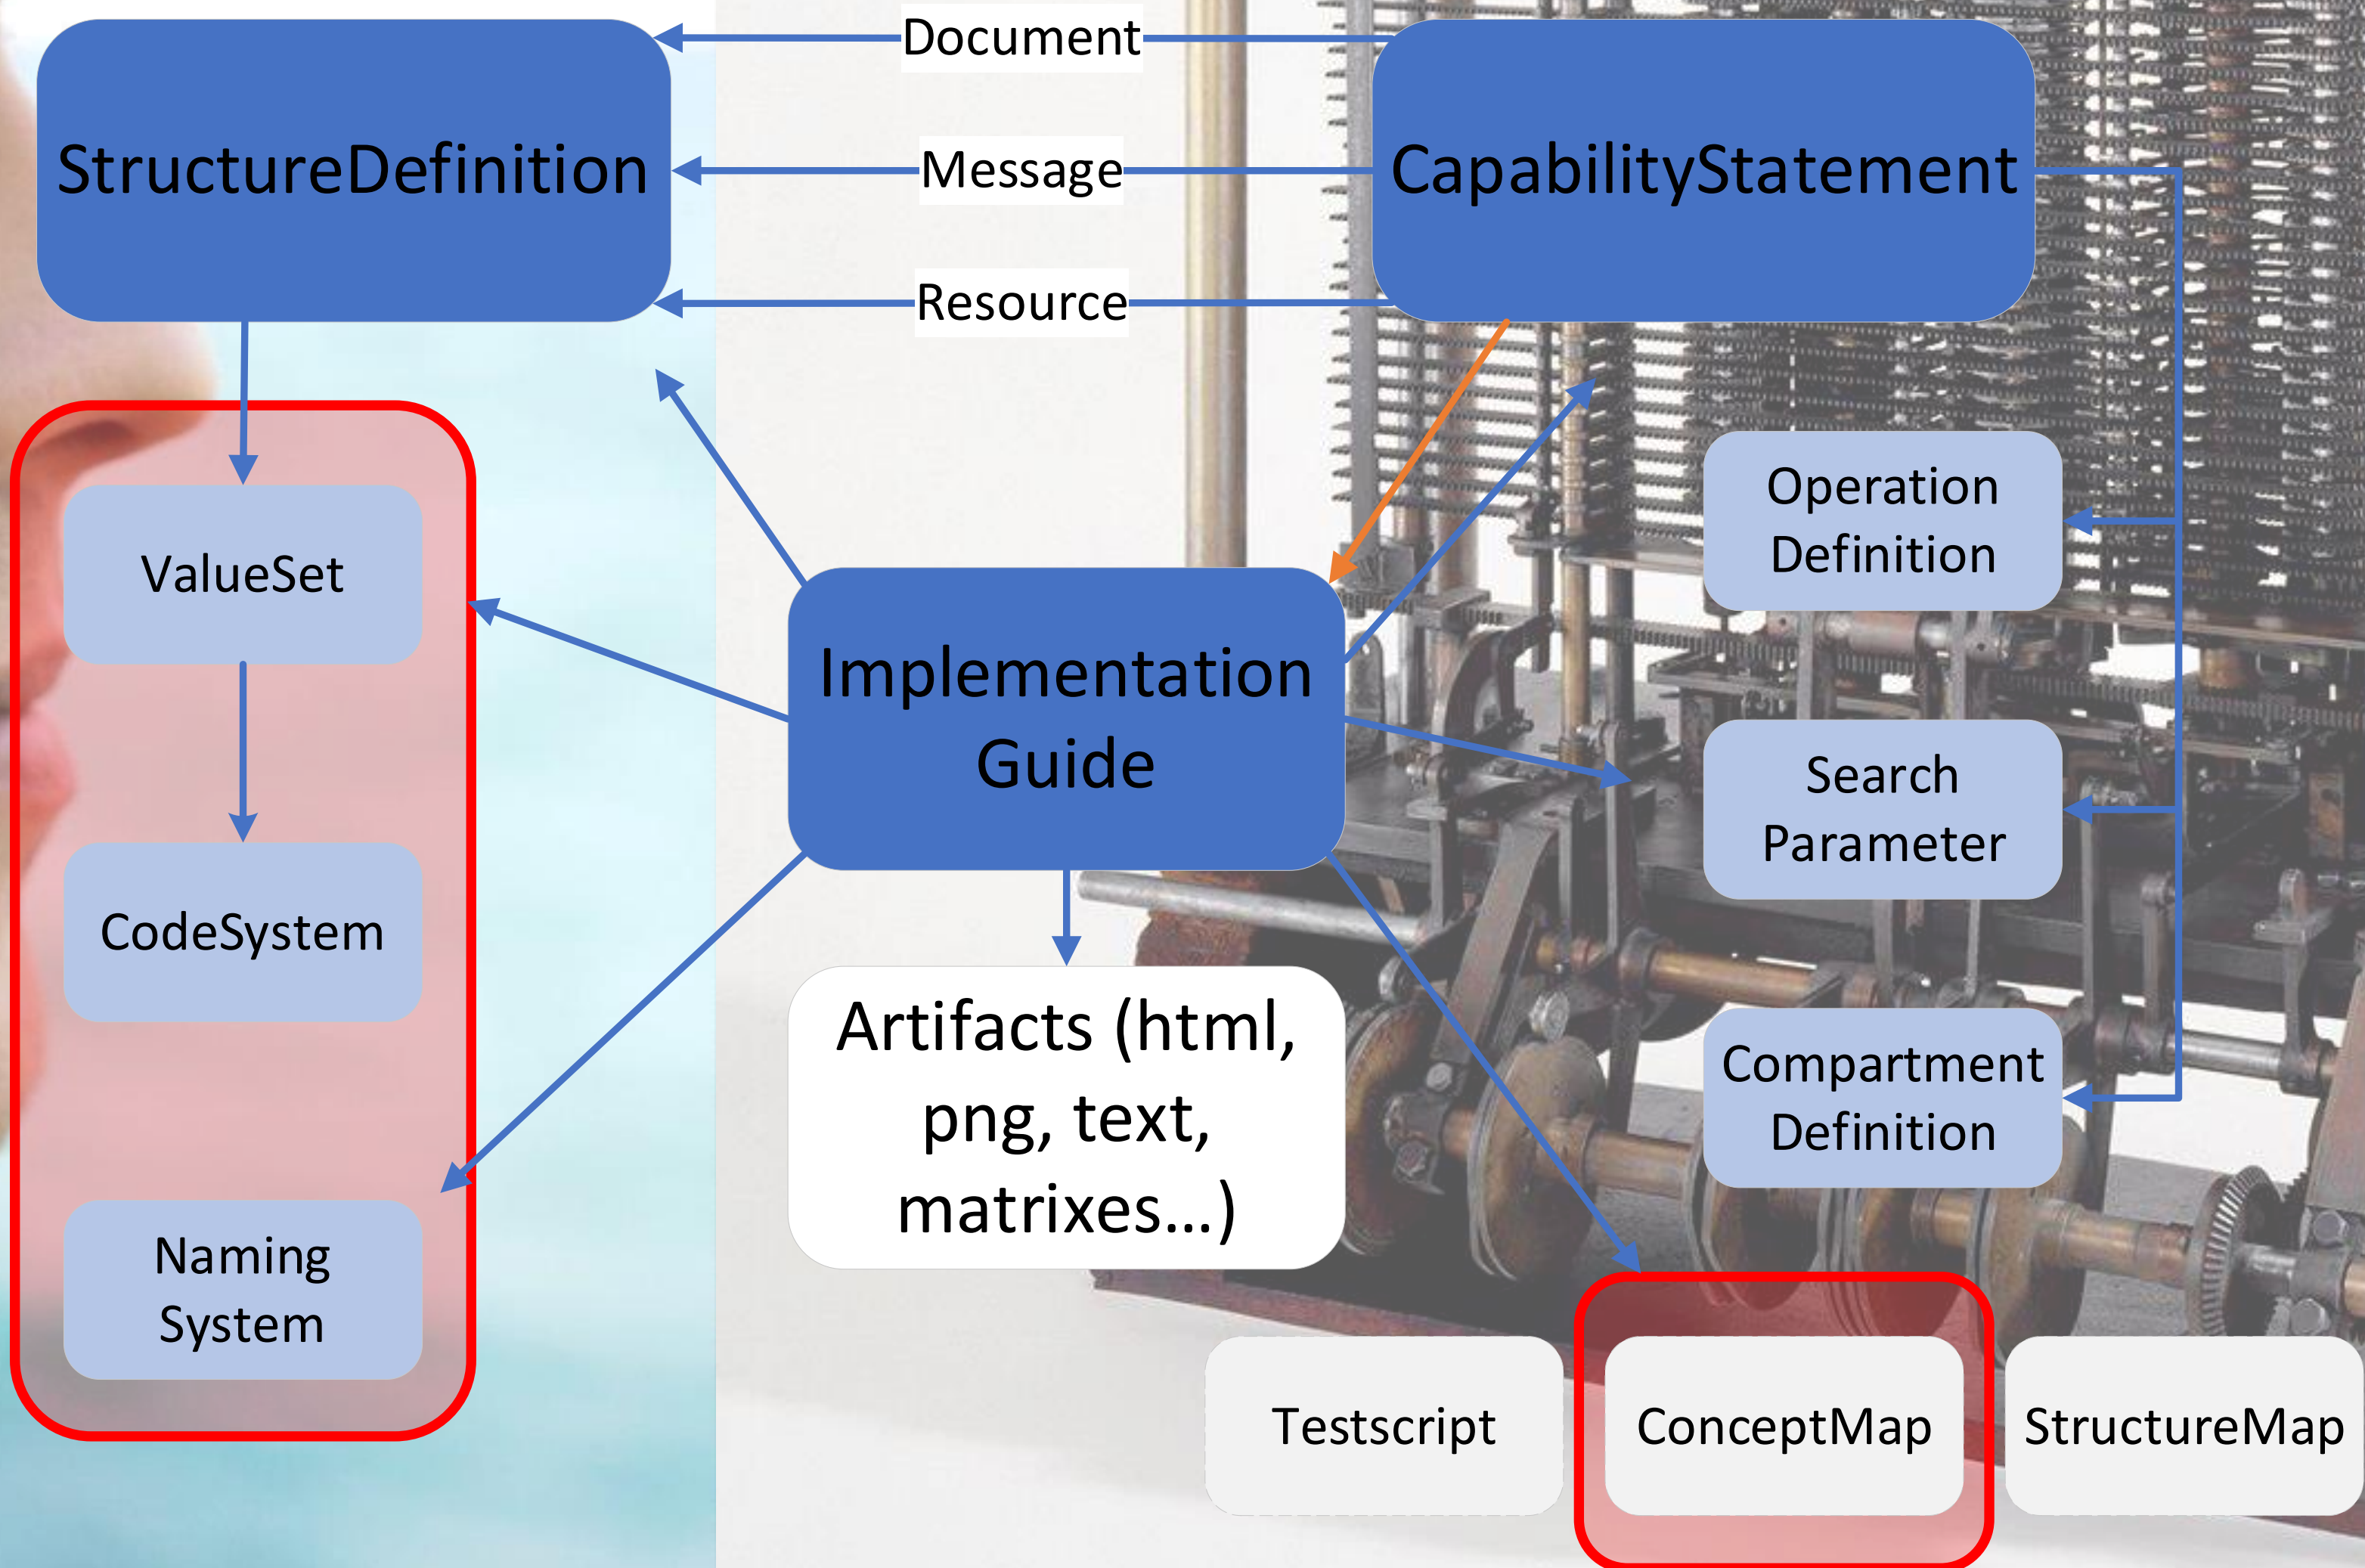 Document
StructureDefinition
Message
CapabilityStatement
Resource
Operation
Definition
ValueSet
Implementation
Guide
Search
Parameter
CodeSystem
Artifacts (html,
png, text,
matrixes...)
Compartment
Definition
Naming
System
Testscript
ConceptMap
StructureMap